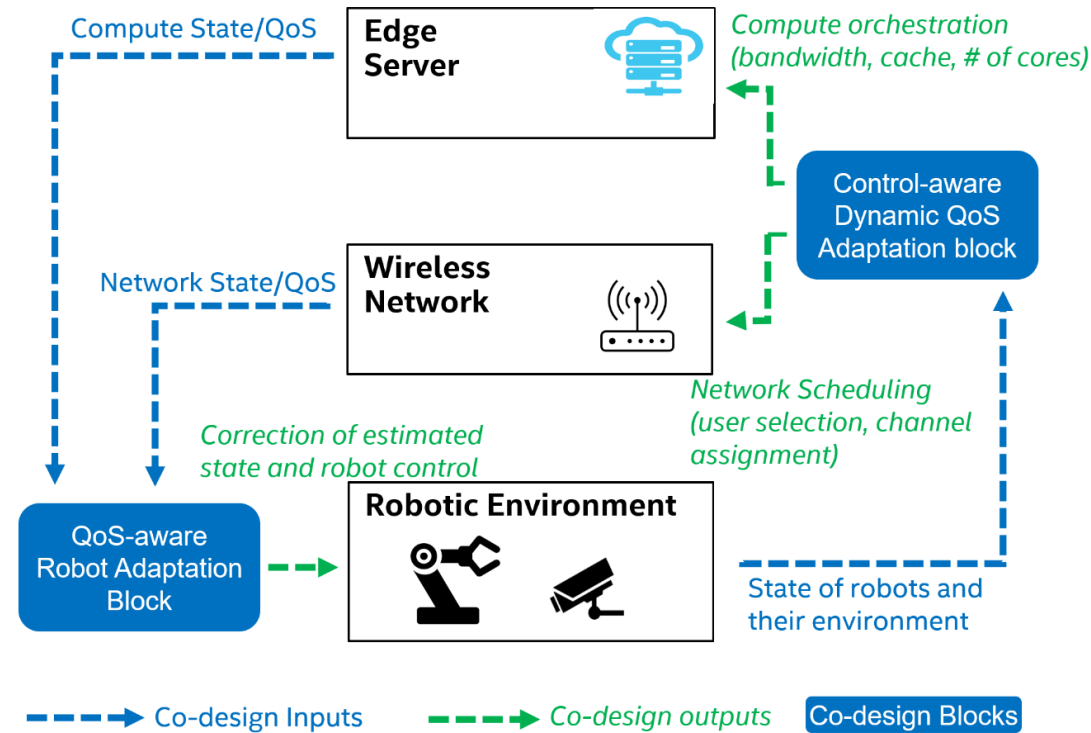 Compute State/QoS
Edge
Server
Compute orchestration
(bandwidth, cache, # of cores)
Control-aware
Dynamic QoS
Adaptation block
Network State/QoS
Wireless
Network
Network Scheduling
(user selection, channel
assignment)
Correction of estimated
state and robot control
QoS-aware
Robot Adaptation
Block
Robotic Environment
State of robots and
their environment
Co-design Inputs
Co-design outputs
Co-design Blocks